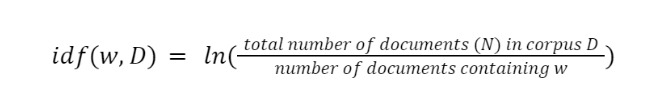 idf(w, D) = ln(total number of documents (N) in corpus D / number of documents containing w)